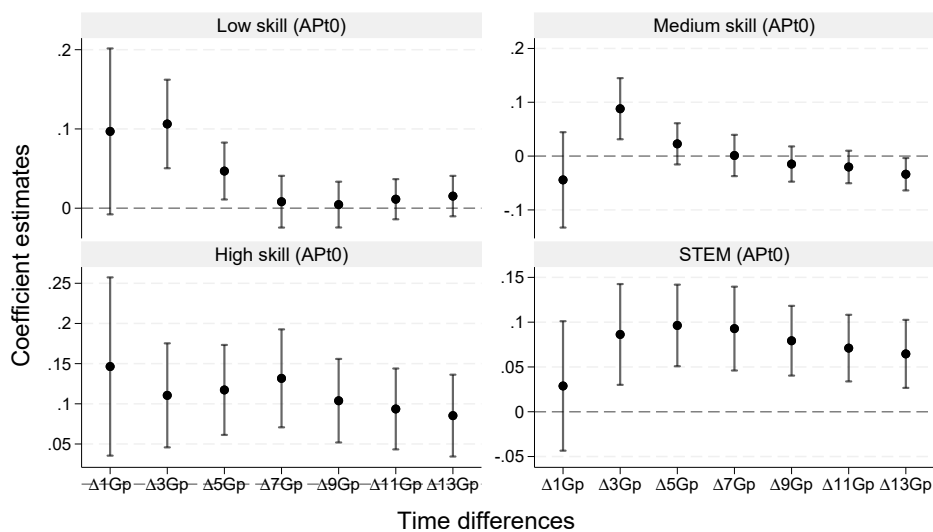 Low skill (APt0)
.2
.1
0
Medium skill (APt0)
.2
.1
0
-.1
Coefficient estimates
High skill (APt0)
.25
.2
.15
.1
.05
Δ1Gp Δ3Gp Δ5Gp Δ7Gp Δ9Gp Δ11Gp Δ13Gp
STEM (APt0)
.15
.1
.05
0
-.05
Δ1Gp Δ3Gp Δ5Gp Δ7Gp Δ9Gp Δ11Gp Δ13Gp
Time differences